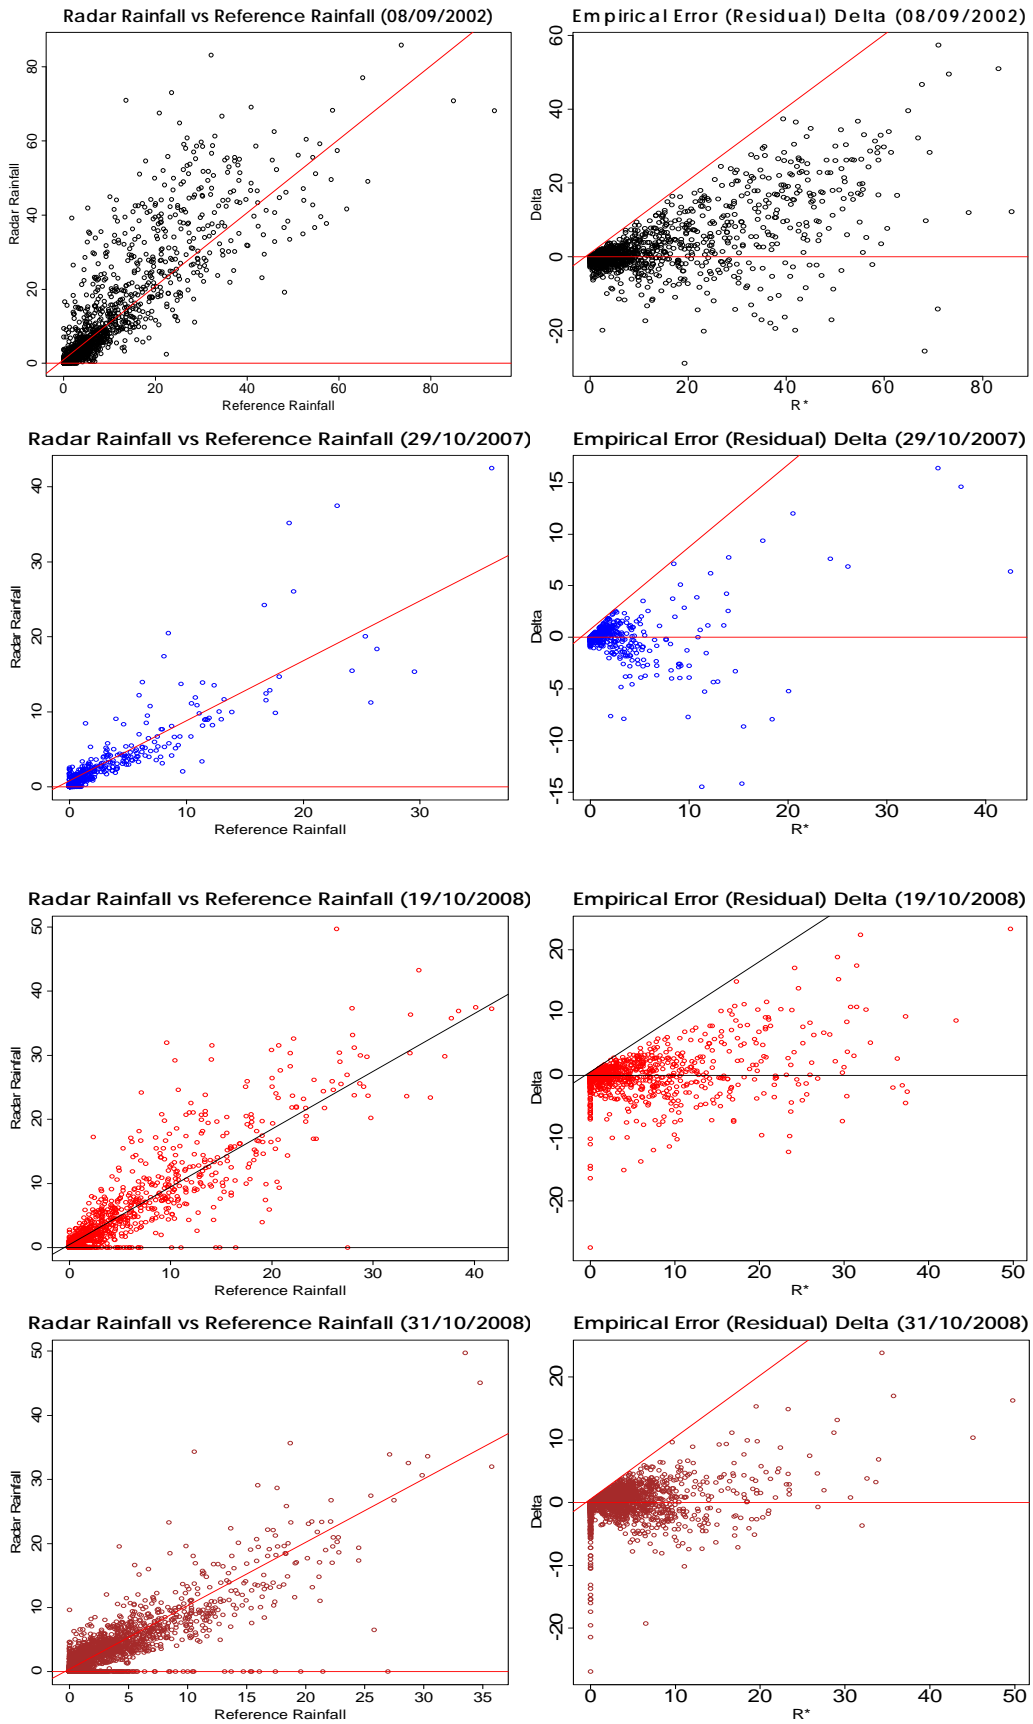 Radar Rainfall vs Reference Rainfall (08/09/2002)
Radar Rainfall
0 20 40 60 80
0 20 40 60 80
Reference Rainfall
Empirical Error (Residual) Delta (08/09/2002)
Delta
-20 0 20 40 60
0 20 40 60 80
R*
Radar Rainfall vs Reference Rainfall (29/10/2007)
Radar Rainfall
0 10 20 30 40
0 10 20 30
Reference Rainfall
Empirical Error (Residual) Delta (29/10/2007)
Delta
-15 -10 -5 0 5 10 15
0 10 20 30 40
R*
Radar Rainfall vs Reference Rainfall (19/10/2008)
Radar Rainfall
0 10 20 30 40 50
0 10 20 30 40
Reference Rainfall
Empirical Error (Residual) Delta (19/10/2008)
Delta
-20 -10 0 10 20
0 10 20 30 40 50
R*
Radar Rainfall vs Reference Rainfall (31/10/2008)
Radar Rainfall
0 10 20 30 40 50
0 5 10 15 20 25 30 35
Reference Rainfall
Empirical Error (Residual) Delta (31/10/2008)
Delta
-20 -10 0 10 20
0 10 20 30 40 50
R*